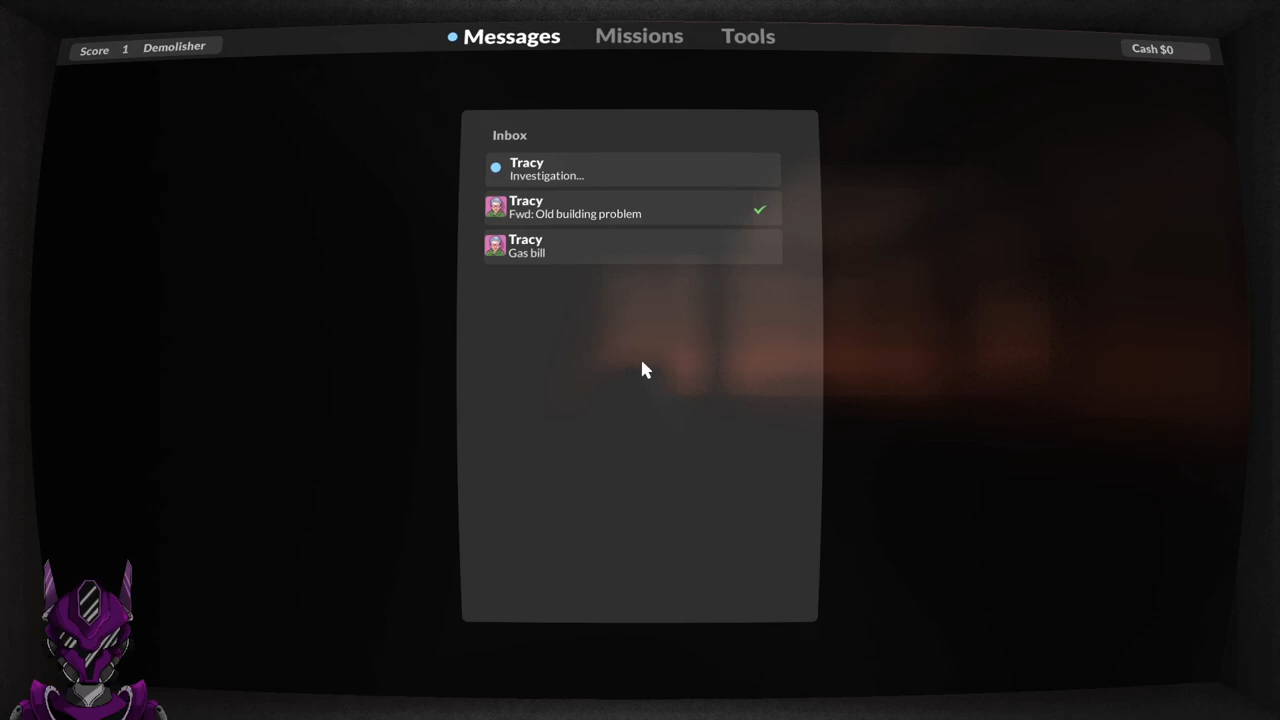 Score 1 Demolisher
Messages Missions Tools
Cash $0
Inbox
Tracy
Investigation...
Tracy
Fwd: Old building problem
Tracy
Gas bill